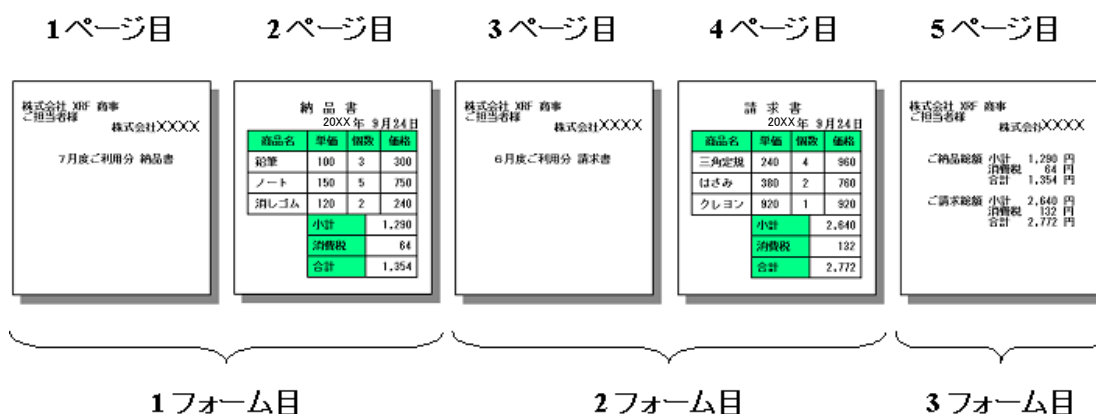 1ページ目 2ページ目 3ページ目 4ページ目 5ページ目
株式会社 XRF 商事
ご担当者様
株式会社XXXX
7月度ご利用分 納品書
納 品 書
20XX年 9月24日
商品名 単価 個数 価格
鉛筆 100 3 300
ノート 150 5 750
消しゴム 120 2 240
小計 1,290
消費税 64
合計 1,354
株式会社 XRF 商事
ご担当者様
株式会社XXXX
6月度ご利用分 請求書
請 求 書
20XX年 9月24日
商品名 単価 個数 価格
三角定規 240 4 960
はさみ 380 2 760
クレヨン 920 1 920
小計 2,640
消費税 132
合計 2,772
株式会社 XRF 商事
ご担当者様
株式会社XXXX
ご納品総額 小計 1,290 円
消費税 64 円
合計 1,354 円
ご請求総額 小計 2,640 円
消費税 132 円
合計 2,772 円
1フォーム目 2フォーム目 3フォーム目